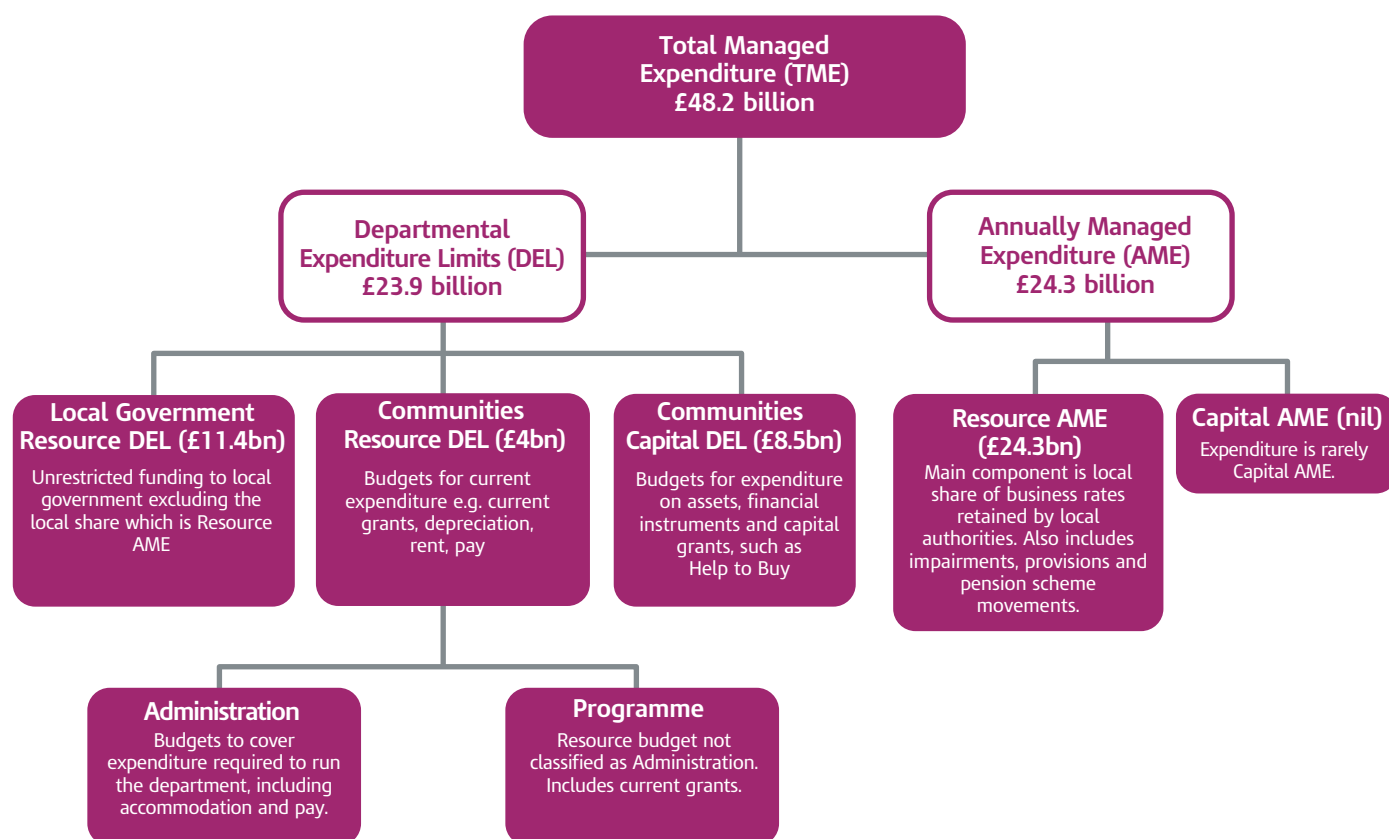 Total Managed
Expenditure (TME)
£48.2 billion
Departmental
Expenditure Limits (DEL)
£23.9 billion
Annually Managed
Expenditure (AME)
£24.3 billion
Local Government
Resource DEL (£11.4bn)
Unrestricted funding to local
government excluding the
local share which is Resource
AME
Communities
Resource DEL (£4bn)
Budgets for current
expenditure e.g. current
grants, depreciation,
rent, pay
Communities
Capital DEL (£8.5bn)
Budgets for expenditure
on assets, financial
instruments and capital
grants, such as
Help to Buy
Resource AME
(£24.3bn)
Main component is local
share of business rates
retained by local
authorities. Also includes
impairments, provisions and
pension scheme
movements.
Capital AME (nil)
Expenditure is rarely
Capital AME.
Administration
Budgets to cover
expenditure required to run
the department, including
accommodation and pay.
Programme
Resource budget not
classified as Administration.
Includes current grants.